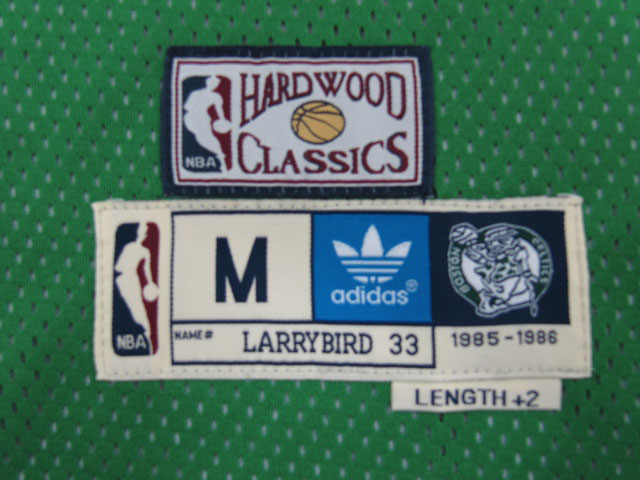 HARDWOOD
CLASSICS
NBA
M
adidas®
BOSTON CELTICS
NBA
NAME# LARRYBIRD 33
1985-1986
LENGTH +2